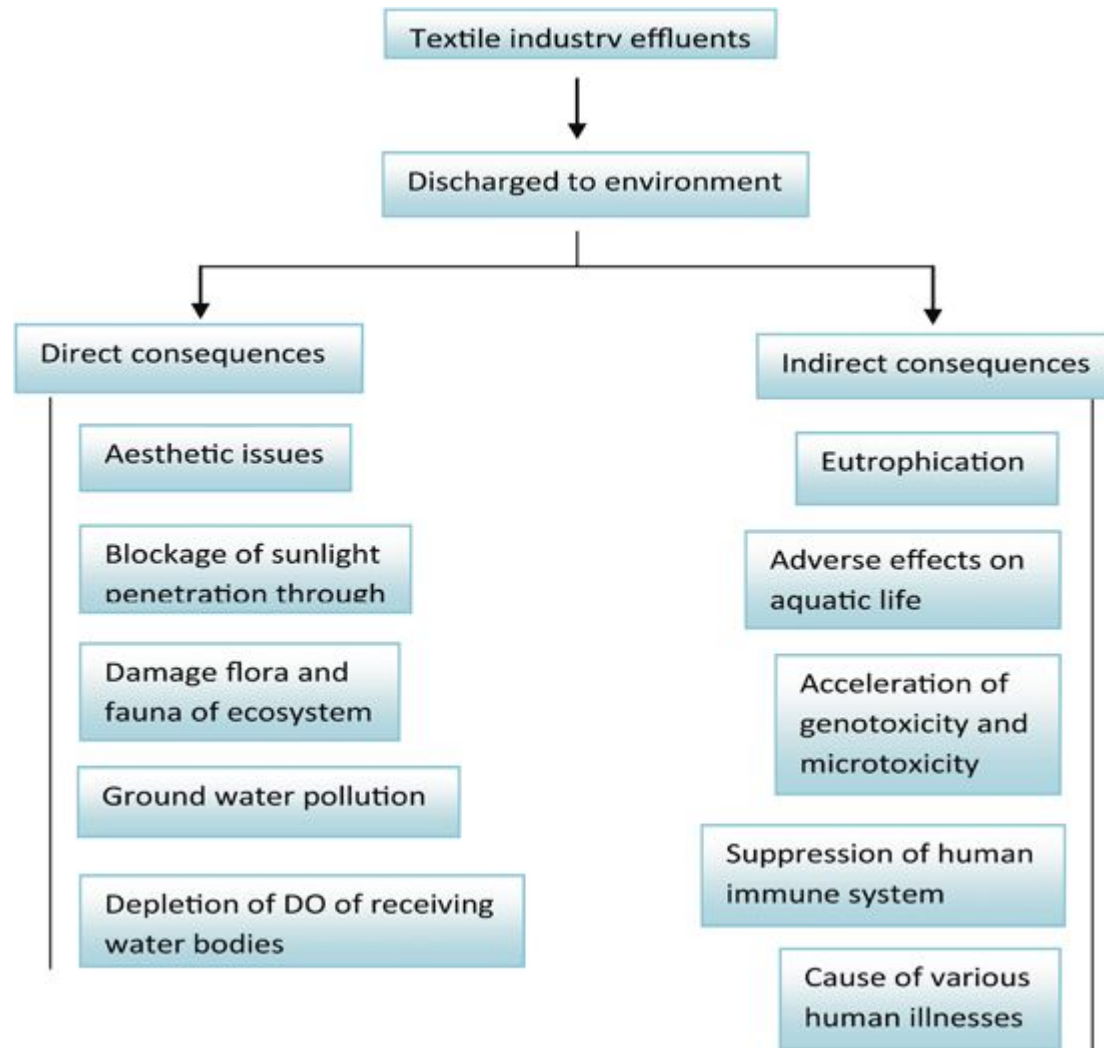 Textile industry effluents
Discharged to environment
Direct consequences
Aesthetic issues
Blockage of sunlight
penetration through
Damage flora and
fauna of ecosystem
Ground water pollution
Depletion of DO of receiving
water bodies
Indirect consequences
Eutrophication
Adverse effects on
aquatic life
Acceleration of
genotoxicity and
microtoxicity
Suppression of human
immune system
Cause of various
human illnesses